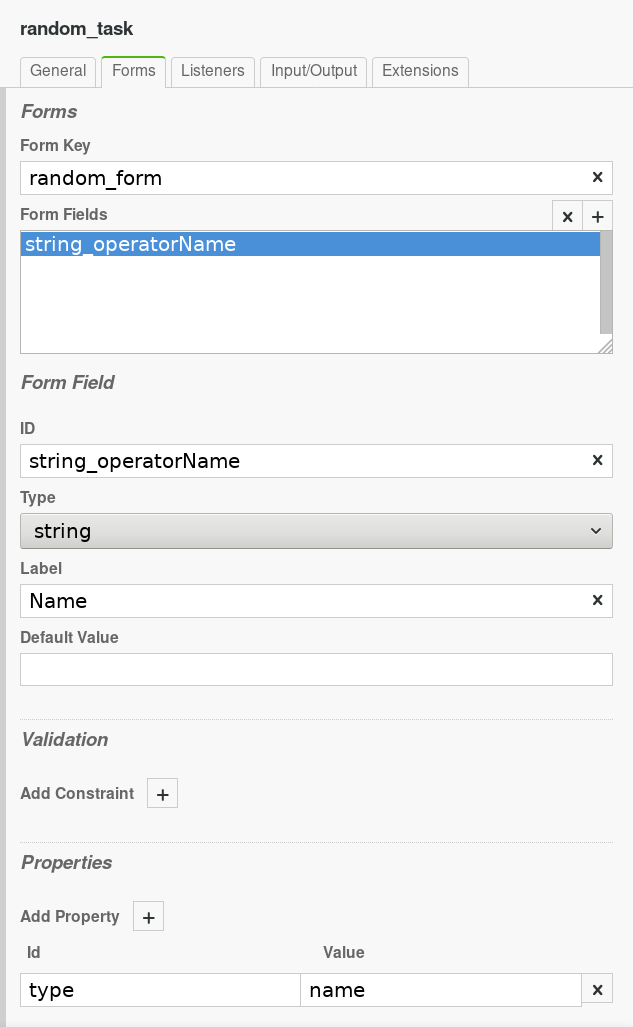 random_task
General Forms Listeners Input/Output Extensions
Forms
Form Key
random_form
Form Fields
string_operatorName
Form Field
ID
string_operatorName
Type
string
Label
Name
Default Value
Validation
Add Constraint +
Properties
Add Property +
Id Value
type name